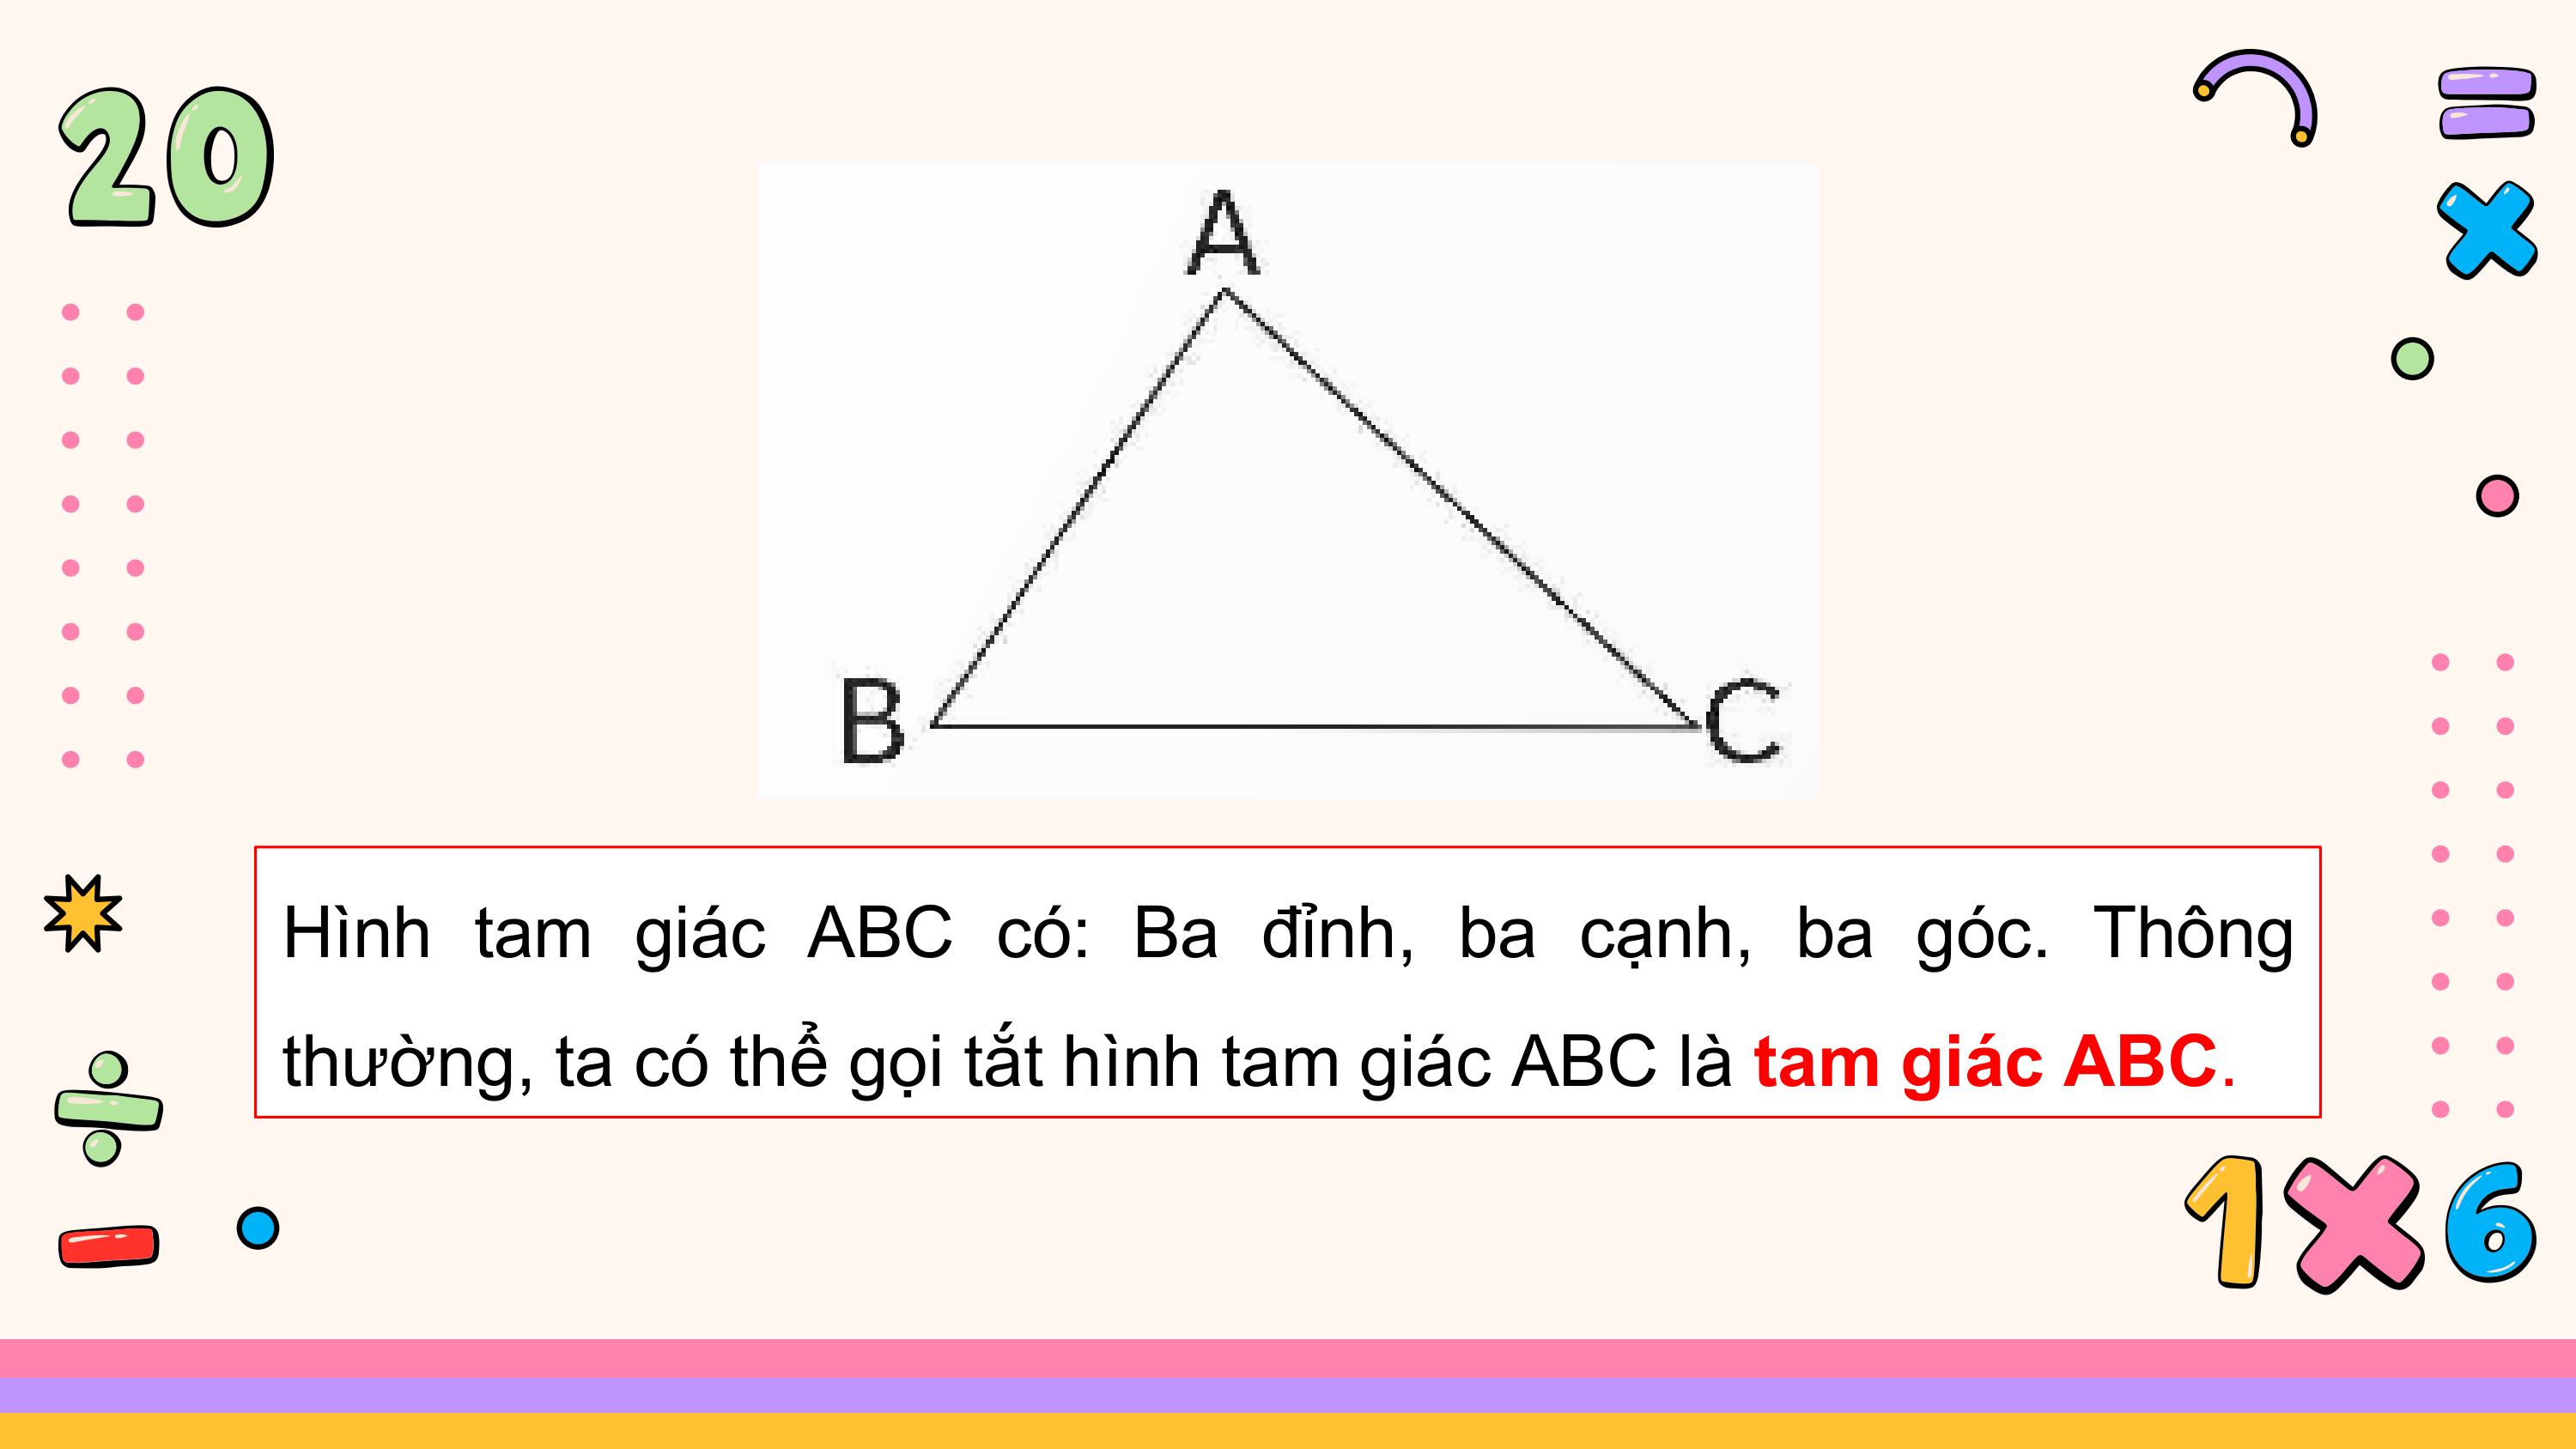 20
=
×
A
B
C
Hình tam giác ABC có: Ba đỉnh, ba cạnh, ba góc. Thông
thường, ta có thể gọi tắt hình tam giác ABC là tam giác ABC.
÷
−
1×6